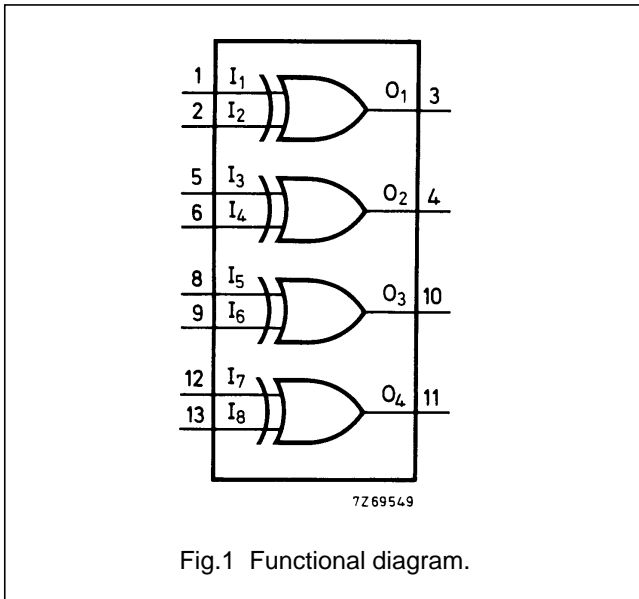 1 I1 O1 3
2 I2
5 I3 O2 4
6 I4
8 I5 O3 10
9 I6
12 I7 O4 11
13 I8
7Z69549
Fig.1 Functional diagram.